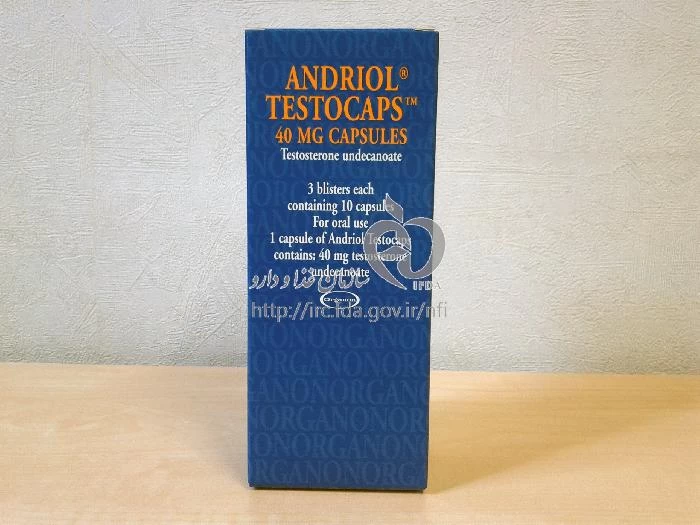 ANDRIOL®
TESTOCAPS™
40 MG CAPSULES
Testosterone undecanoate
3 blisters each
containing 10 capsules
For oral use
1 capsule of Andriol Testocaps
contains: 40 mg testosterone
undecanoate
سازمان غذا و دارو
IFDA
Organon
http://irc.fda.gov.ir/nfi